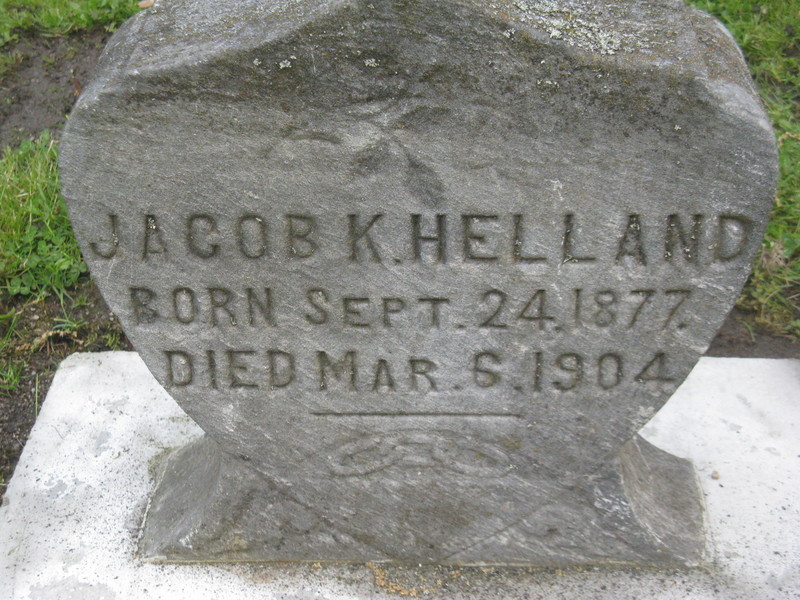 JACOB K. HELLAND
BORN SEPT. 24. 1877.
DIED MAR. 6. 1904